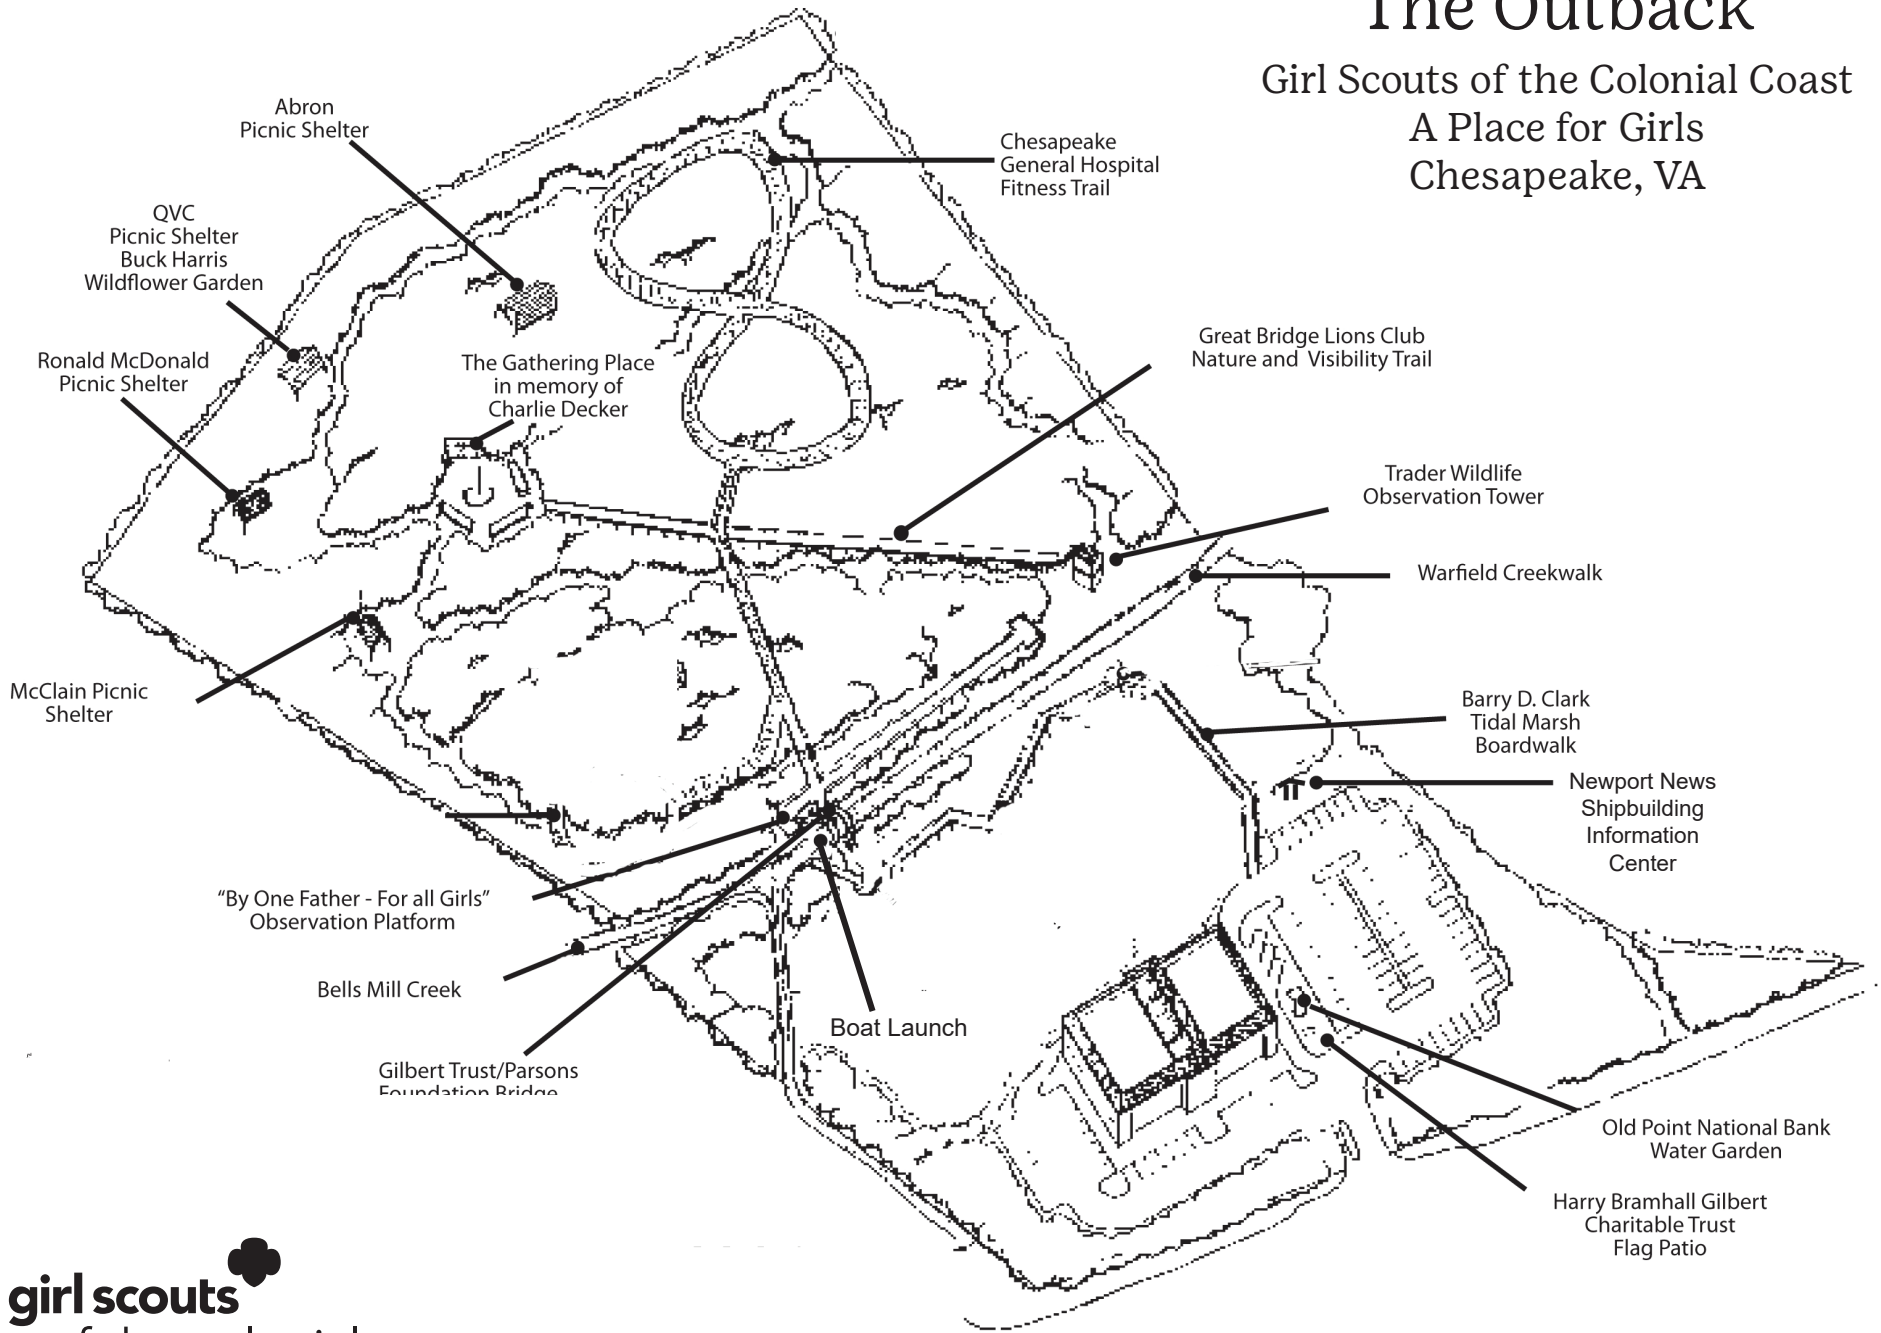 The Outback
Girl Scouts of the Colonial Coast
A Place for Girls
Chesapeake, VA
Abron
Picnic Shelter
Chesapeake
General Hospital
Fitness Trail
QVC
Picnic Shelter
Buck Harris
Wildflower Garden
Ronald McDonald
Picnic Shelter
The Gathering Place
in memory of
Charlie Decker
Great Bridge Lions Club
Nature and Visibility Trail
Trader Wildlife
Observation Tower
Warfield Creekwalk
McClain Picnic
Shelter
Barry D. Clark
Tidal Marsh
Boardwalk
Newport News
Shipbuilding
Information
Center
“By One Father - For all Girls”
Observation Platform
Bells Mill Creek
Boat Launch
Gilbert Trust/Parsons
Foundation Bridge
Old Point National Bank
Water Garden
Harry Bramhall Gilbert
Charitable Trust
Flag Patio
girl scouts